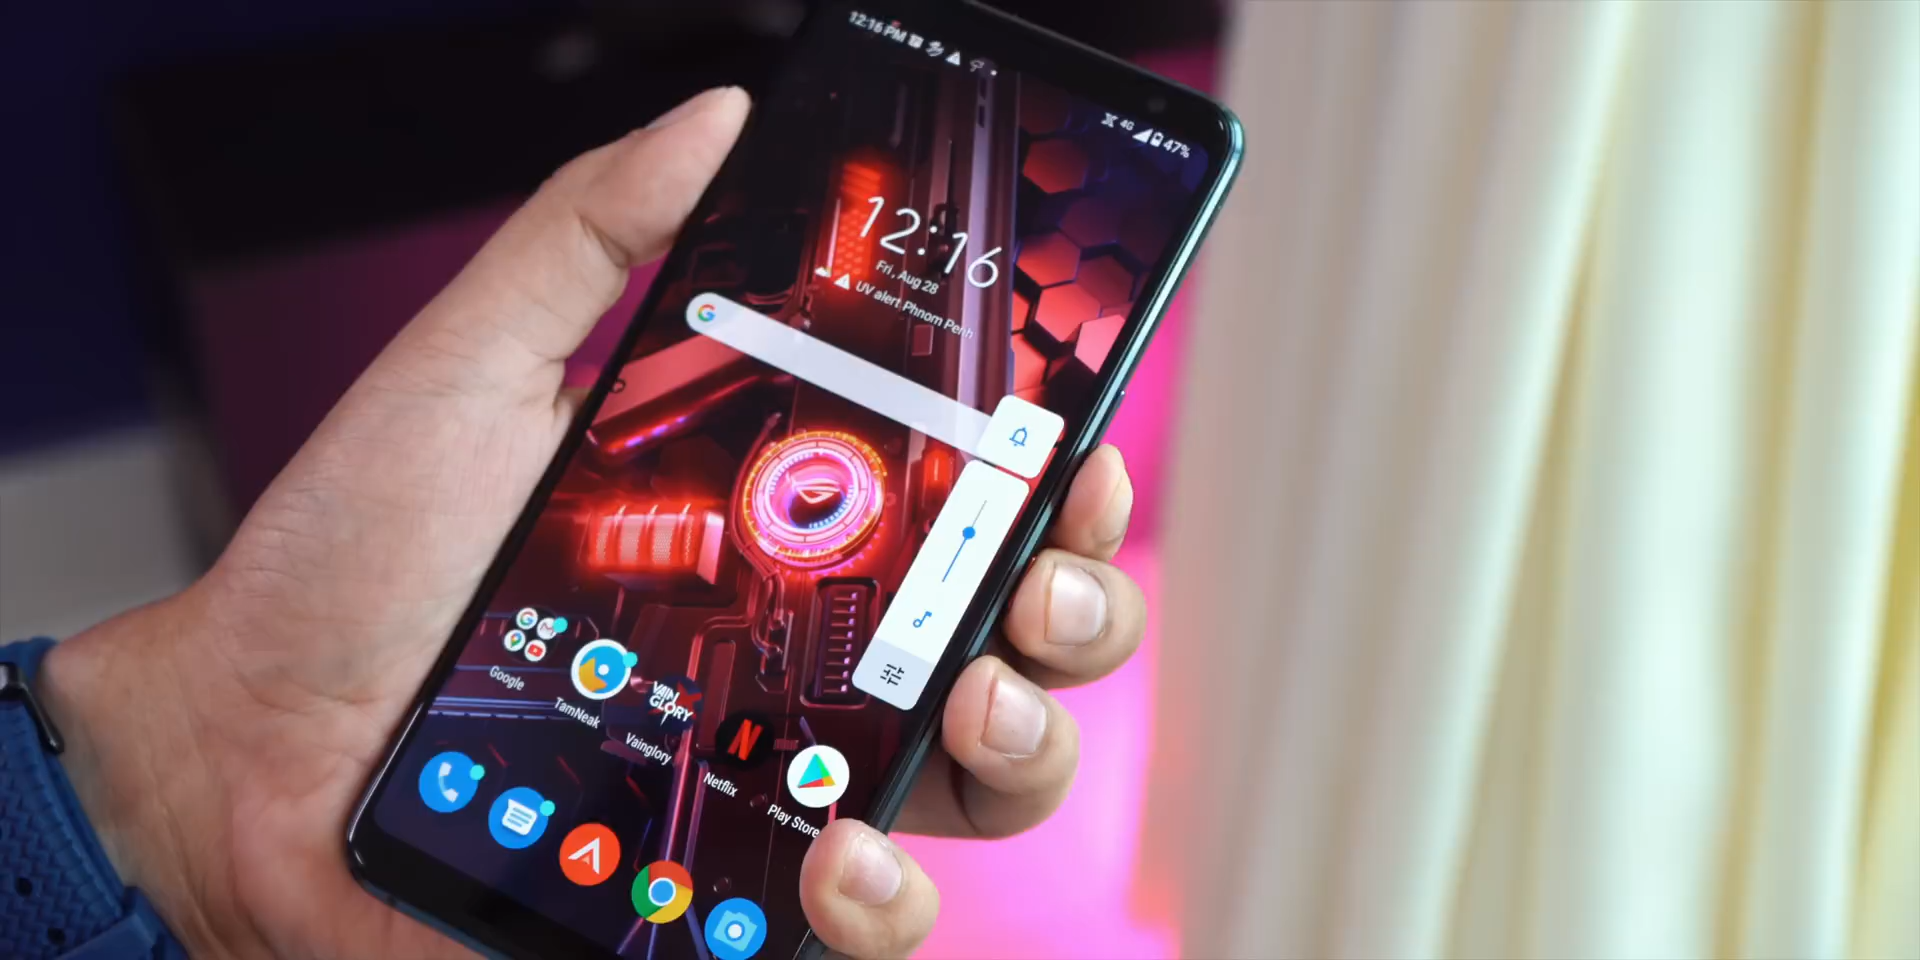 12:16 PM
4G
47%
12:16
Fri, Aug 28
UV alert Phnom Penh
Google
TamNeak
VAIN
GLORY
Vainglory
Netflix
Play Store